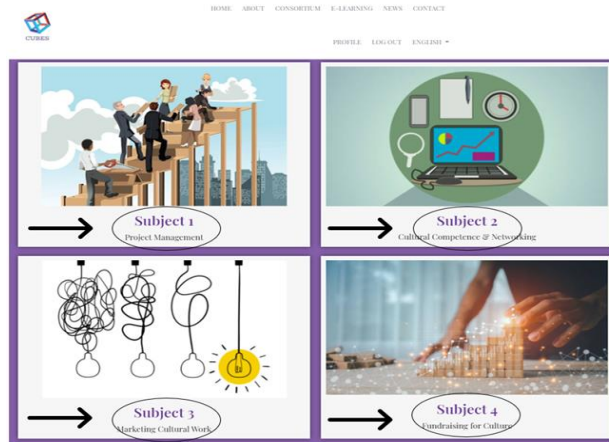 HOME ABOUT CONSORTIUM E-LEARNING NEWS CONTACT
CUBES
PROFILE LOG OUT ENGLISH
Subject 1
Project Management
Subject 2
Cultural Competence & Networking
Subject 3
Marketing Cultural Work
Subject 4
Fundraising for Culture